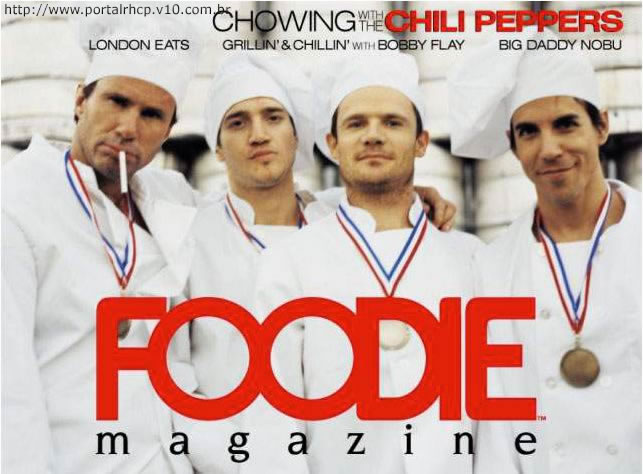 http://www.portalrhcp.v10.com.br
CHOWING WITH THE CHILI PEPPERS
LONDON EATS GRILLIN' & CHILLIN' WITH BOBBY FLAY BIG DADDY NOBU
FOODIE™
magazine